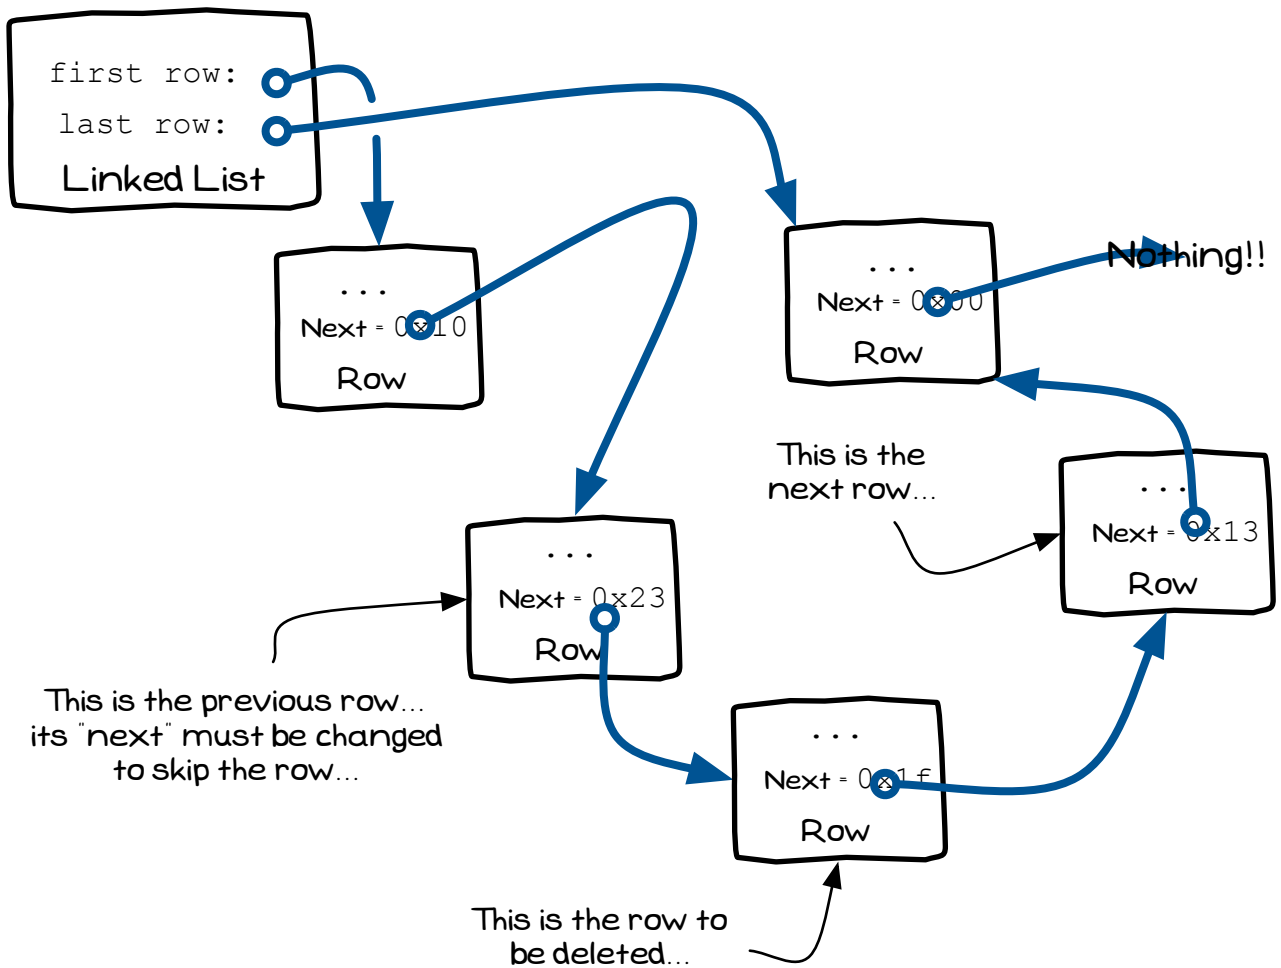 first row:
last row:
Linked List
...
Next = 0x10
Row
...
Next = 0x00
Row
Nothing!!
This is the
next row...
...
Next = 0x13
Row
...
Next = 0x23
Row
This is the previous row...
its "next" must be changed
to skip the row...
...
Next = 0x1f
Row
This is the row to
be deleted...